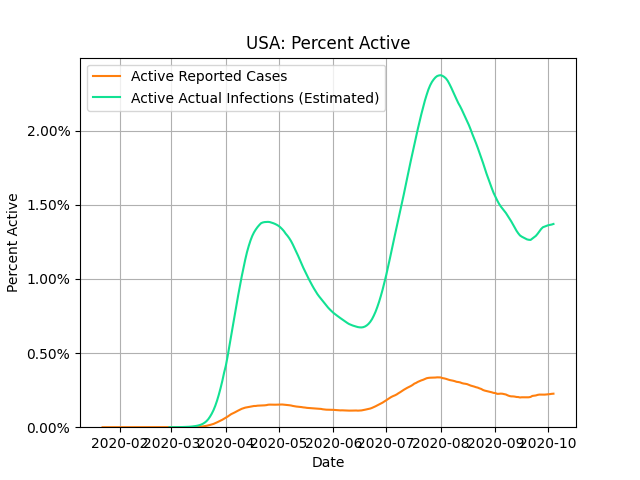 USA: Percent Active
Active Reported Cases
Active Actual Infections (Estimated)
Percent Active
2.00%
1.50%
1.00%
0.50%
0.00%
2020-02 2020-03 2020-04 2020-05 2020-06 2020-07 2020-08 2020-09 2020-10
Date